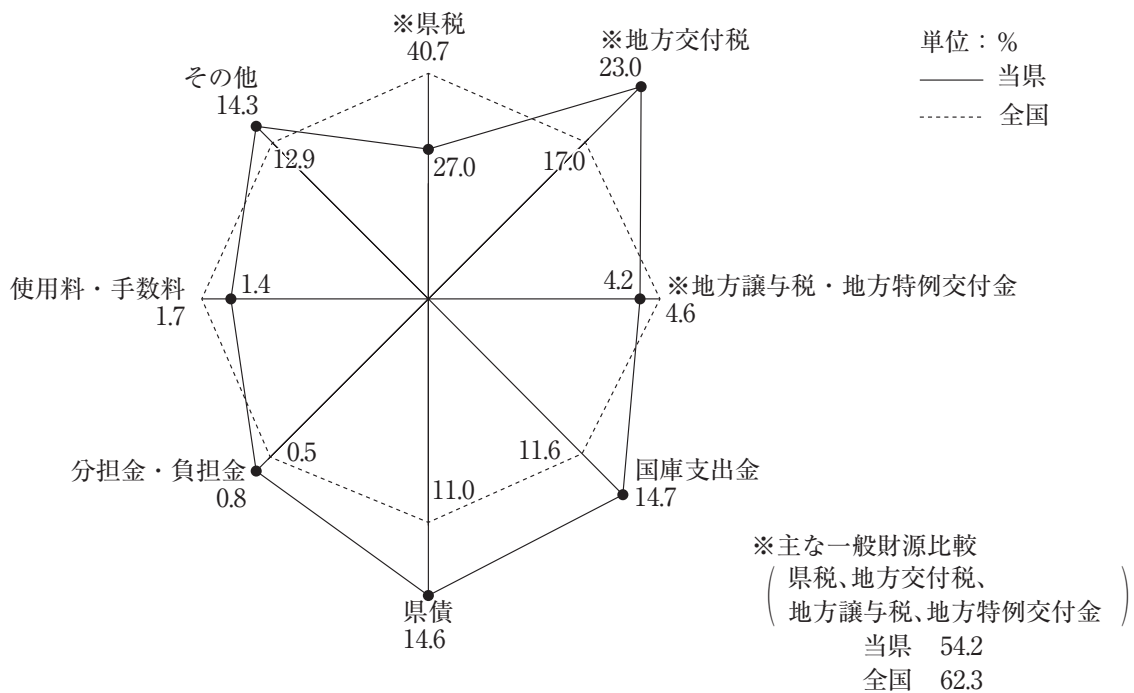 ※県税
40.7
※地方交付税
23.0
単位：%
当県
全国
その他
14.3
12.9
27.0
17.0
使用料・手数料
1.7
1.4
4.2
※地方譲与税・地方特例交付金
4.6
分担金・負担金
0.8
0.5
11.0
11.6
国庫支出金
14.7
県債
14.6
※主な一般財源比較
(県税、地方交付税、
地方譲与税、地方特例交付金)
当県 54.2
全国 62.3